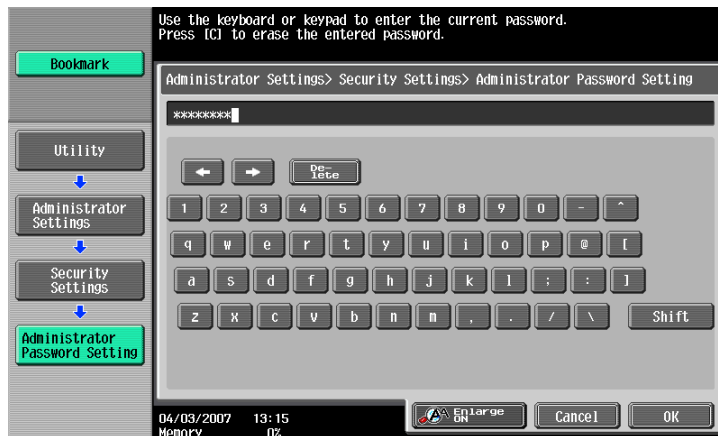 Use the keyboard or keypad to enter the current password.
Press [C] to erase the entered password.
Bookmark
Administrator Settings> Security Settings> Administrator Password Setting
********
Utility
Administrator
Settings
Security
Settings
Administrator
Password Setting
← → De-
lete
1 2 3 4 5 6 7 8 9 0 - ^
q w e r t y u i o p @ [
a s d f g h j k l ; : ]
z x c v b n m , . / \ Shift
Enlarge
ON
Cancel
OK
04/03/2007 13:15
Memory 0%